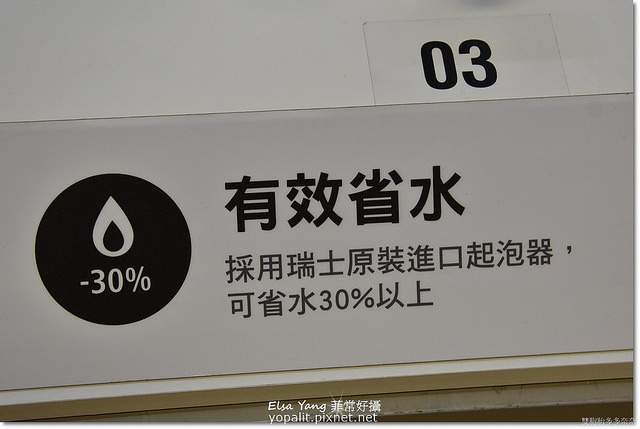 03
有效省水
-30%
採用瑞士原裝進口起泡器，
可省水30%以上
Elsa Yang 菲常好攝
yopalit.pixnet.net